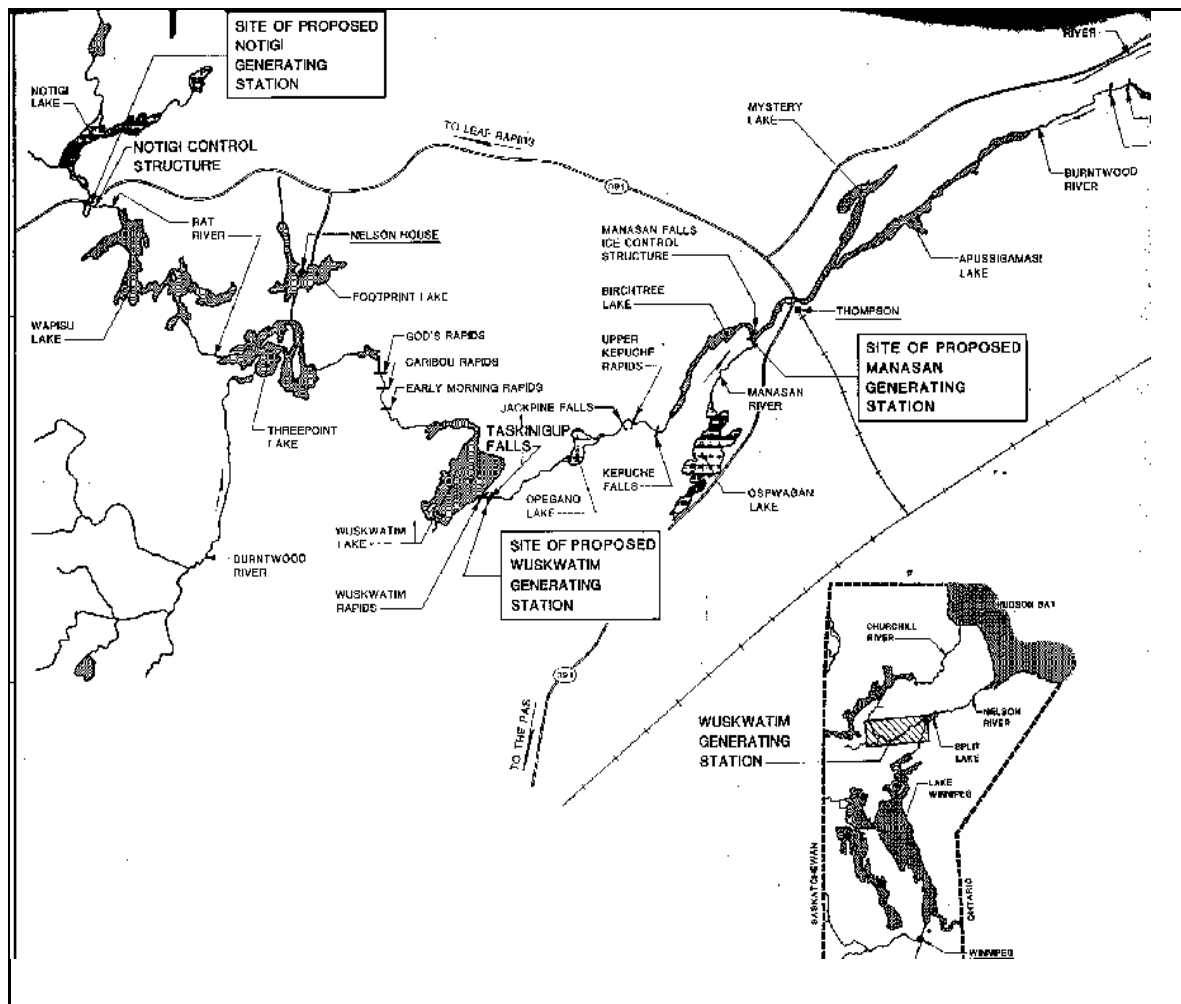 SITE OF PROPOSED
NOTIGI
GENERATING
STATION
NOTIGI
LAKE
NOTIGI CONTROL
STRUCTURE
RAT
RIVER
TO LEAF RAPIDS
391
NELSON HOUSE
FOOTPRINT LAKE
WAPISU
LAKE
THREEPOINT
LAKE
GOD'S RAPIDS
CARIBOU RAPIDS
EARLY MORNING RAPIDS
MYSTERY
LAKE
RIVER
BURNTWOOD
RIVER
MANASAN FALLS
ICE CONTROL
STRUCTURE
APUSSIGAMASI
LAKE
BIRCHTREE
LAKE
THOMPSON
UPPER
KEPUCHE
RAPIDS
SITE OF PROPOSED
MANASAN
GENERATING
STATION
MANASAN
RIVER
JACKPINE FALLS
TASKINIGUP
FALLS
KEPUCHE
FALLS
OSPWAGAN
LAKE
OPEGANO
LAKE
WUSKWATIM
LAKE
SITE OF PROPOSED
WUSKWATIM
GENERATING
STATION
BURNTWOOD
RIVER
WUSKWATIM
RAPIDS
391
TO THE PAS
HUDSON BAY
CHURCHILL
RIVER
NELSON
RIVER
WUSKWATIM
GENERATING
STATION
SPLIT
LAKE
LAKE
WINNIPEG
SASKATCHEWAN
ONTARIO
WINNIPEG